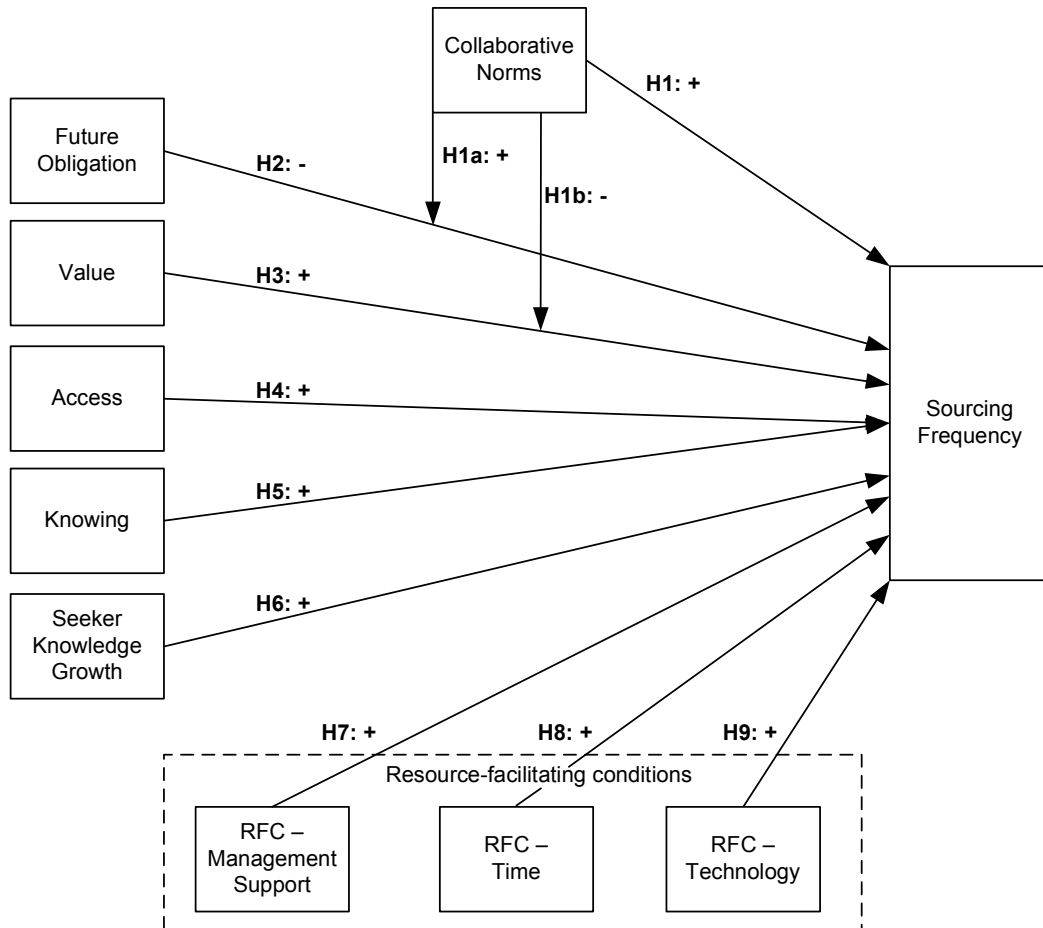 Collaborative
Norms
H1: +
Future
Obligation
H2: -
H1a: +
H1b: -
Value
H3: +
Access
H4: +
Sourcing
Frequency
Knowing
H5: +
Seeker
Knowledge
Growth
H6: +
H7: +
H8: +
H9: +
Resource-facilitating conditions
RFC –
Management
Support
RFC –
Time
RFC –
Technology